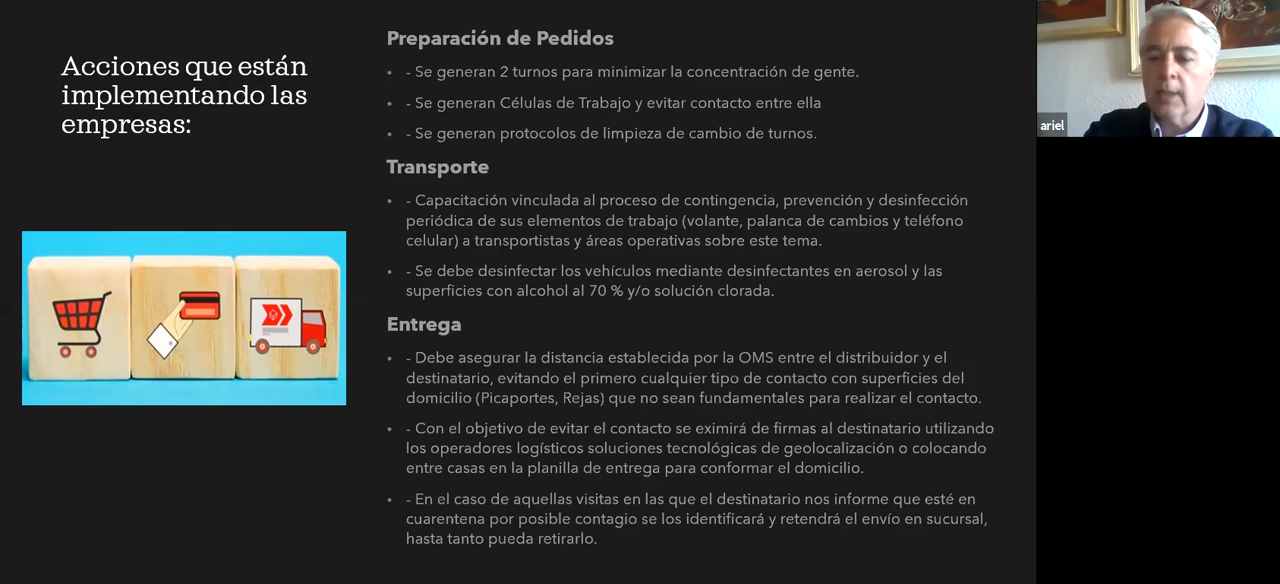 Acciones que están
implementando las
empresas:
Preparación de Pedidos
• - Se generan 2 turnos para minimizar la concentración de gente.
• - Se generan Células de Trabajo y evitar contacto entre ella
• - Se generan protocolos de limpieza de cambio de turnos.
Transporte
• - Capacitación vinculada al proceso de contingencia, prevención y desinfección
periódica de sus elementos de trabajo (volante, palanca de cambios y teléfono
celular) a transportistas y áreas operativas sobre este tema.
• - Se debe desinfectar los vehículos mediante desinfectantes en aerosol y las
superficies con alcohol al 70 % y/o solución clorada.
Entrega
• - Debe asegurar la distancia establecida por la OMS entre el distribuidor y el
destinatario, evitando el primero cualquier tipo de contacto con superficies del
domicilio (Picaportes, Rejas) que no sean fundamentales para realizar el contacto.
• - Con el objetivo de evitar el contacto se eximirá de firmas al destinatario utilizando
los operadores logísticos soluciones tecnológicas de geolocalización o colocando
entre casas en la planilla de entrega para conformar el domicilio.
• - En el caso de aquellas visitas en las que el destinatario nos informe que esté en
cuarentena por posible contagio se los identificará y retendrá el envío en sucursal,
hasta tanto pueda retirarlo.
ariel